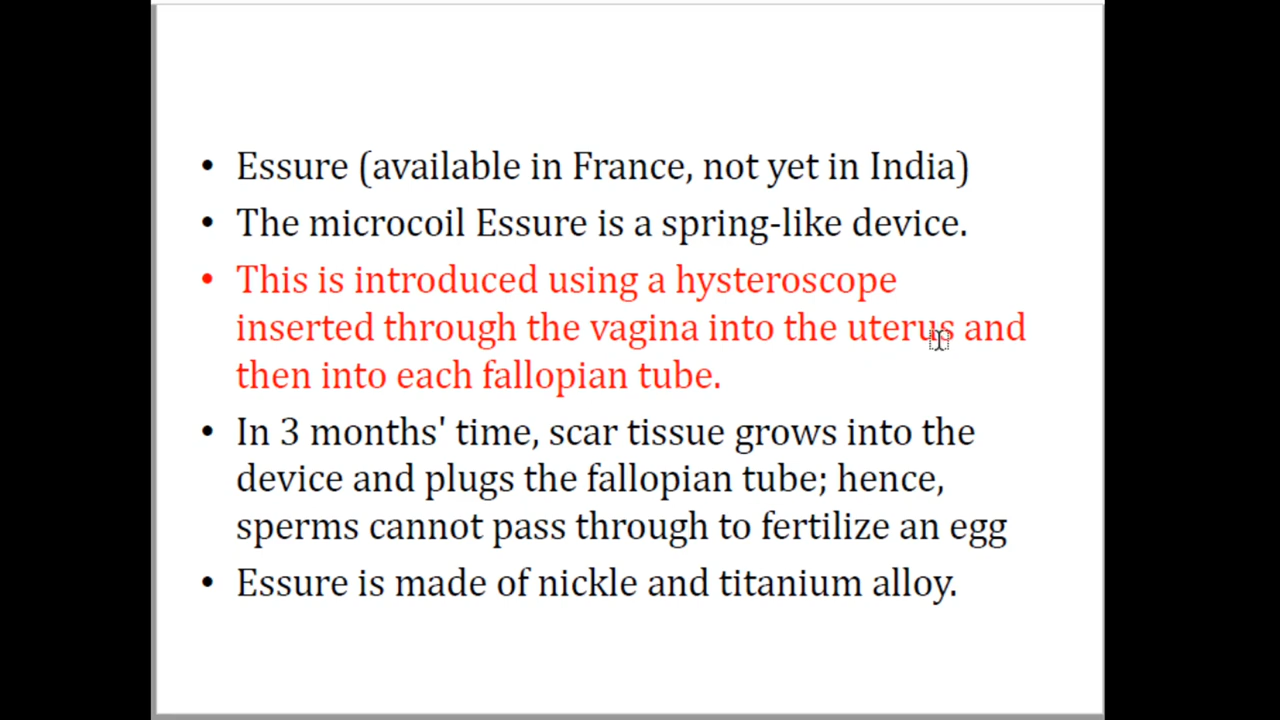 • Essure (available in France, not yet in India)
• The microcoil Essure is a spring-like device.
• This is introduced using a hysteroscope
inserted through the vagina into the uterus and
then into each fallopian tube.
• In 3 months' time, scar tissue grows into the
device and plugs the fallopian tube; hence,
sperms cannot pass through to fertilize an egg
• Essure is made of nickle and titanium alloy.